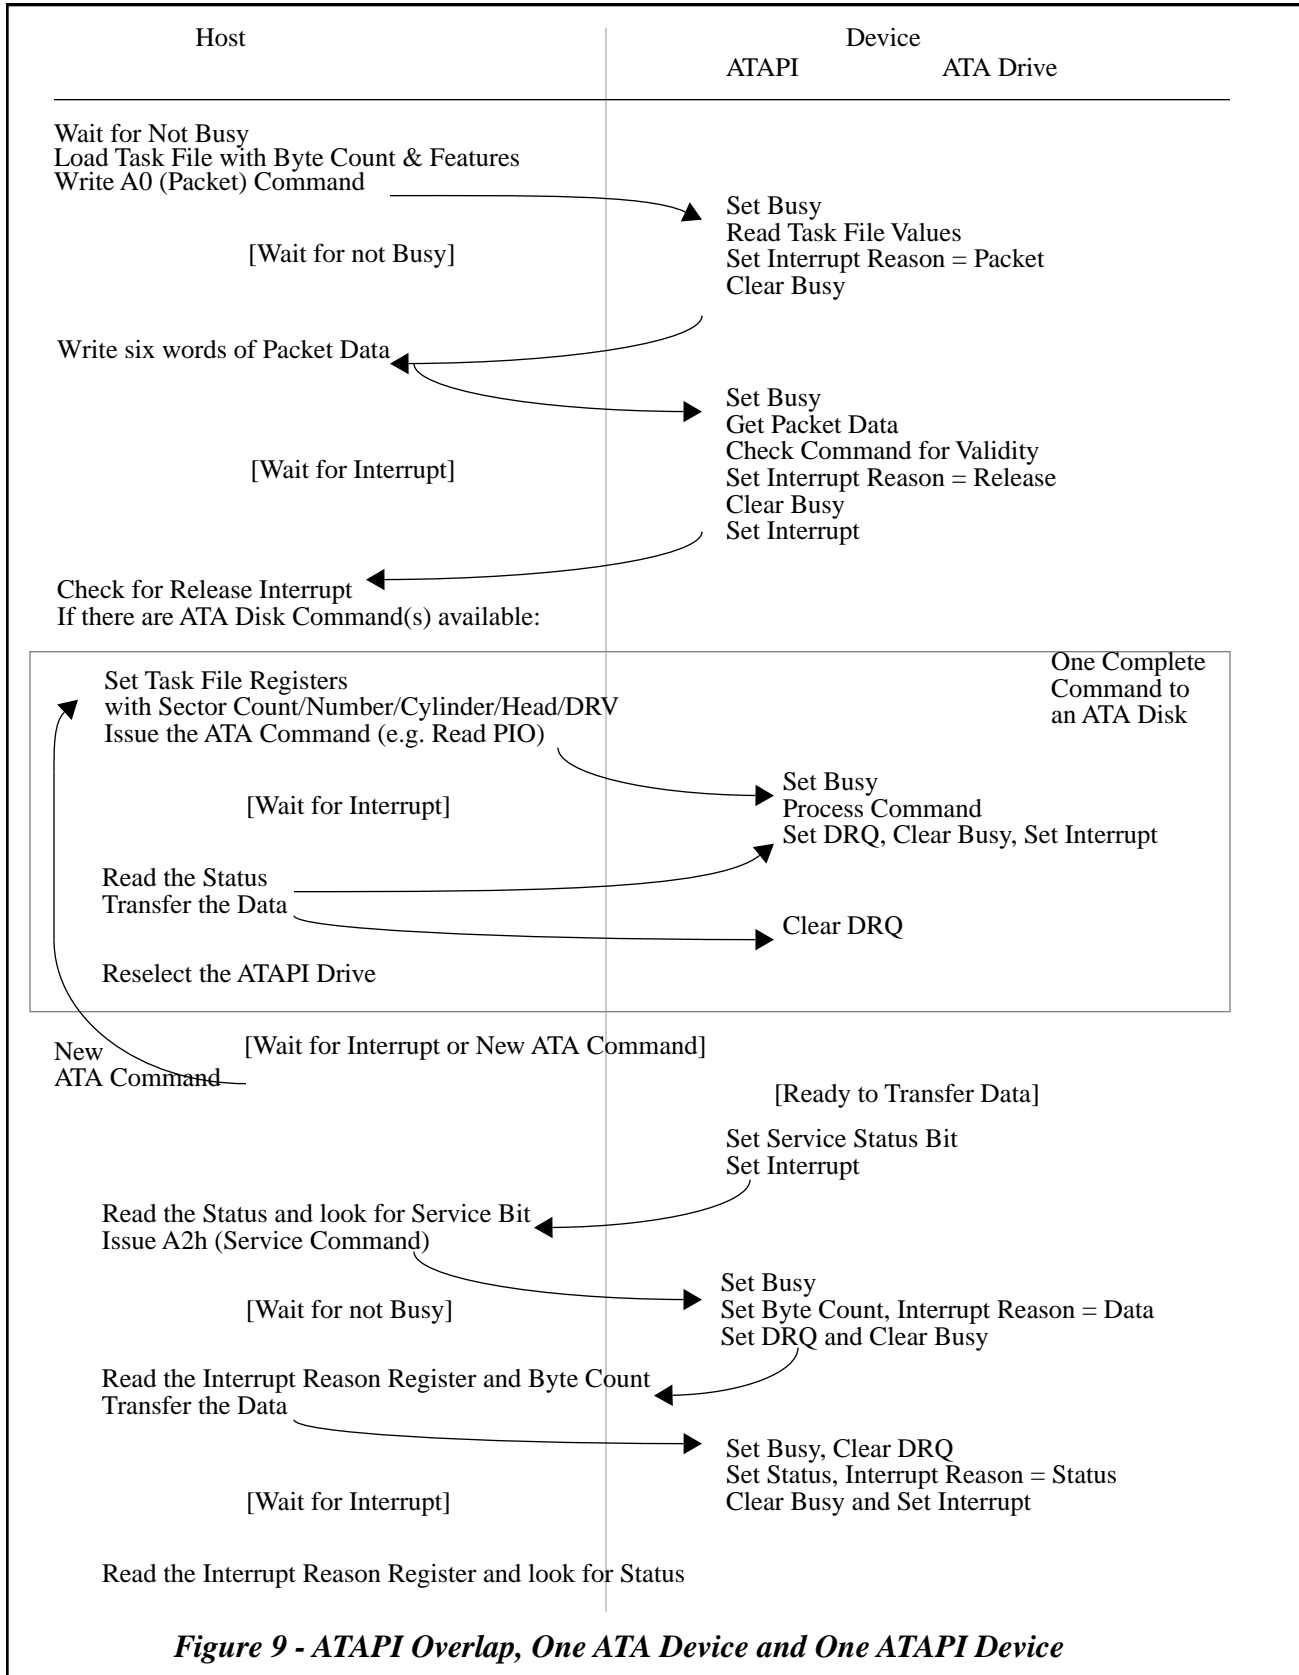 Host
Device
ATAPI
ATA Drive
Wait for Not Busy
Load Task File with Byte Count & Features
Write A0 (Packet) Command
Set Busy
Read Task File Values
[Wait for not Busy]
Set Interrupt Reason = Packet
Clear Busy
Write six words of Packet Data
Set Busy
Get Packet Data
Check Command for Validity
[Wait for Interrupt]
Set Interrupt Reason = Release
Clear Busy
Set Interrupt
Check for Release Interrupt
If there are ATA Disk Command(s) available:
One Complete
Command to
an ATA Disk
Set Task File Registers
with Sector Count/Number/Cylinder/Head/DRV
Issue the ATA Command (e.g. Read PIO)
Set Busy
[Wait for Interrupt]
Process Command
Set DRQ, Clear Busy, Set Interrupt
Read the Status
Transfer the Data
Clear DRQ
Reselect the ATAPI Drive
[Wait for Interrupt or New ATA Command]
New
ATA Command
[Ready to Transfer Data]
Set Service Status Bit
Set Interrupt
Read the Status and look for Service Bit
Issue A2h (Service Command)
Set Busy
[Wait for not Busy]
Set Byte Count, Interrupt Reason = Data
Set DRQ and Clear Busy
Read the Interrupt Reason Register and Byte Count
Transfer the Data
Set Busy, Clear DRQ
Set Status, Interrupt Reason = Status
[Wait for Interrupt]
Clear Busy and Set Interrupt
Read the Interrupt Reason Register and look for Status
Figure 9 - ATAPI Overlap, One ATA Device and One ATAPI Device